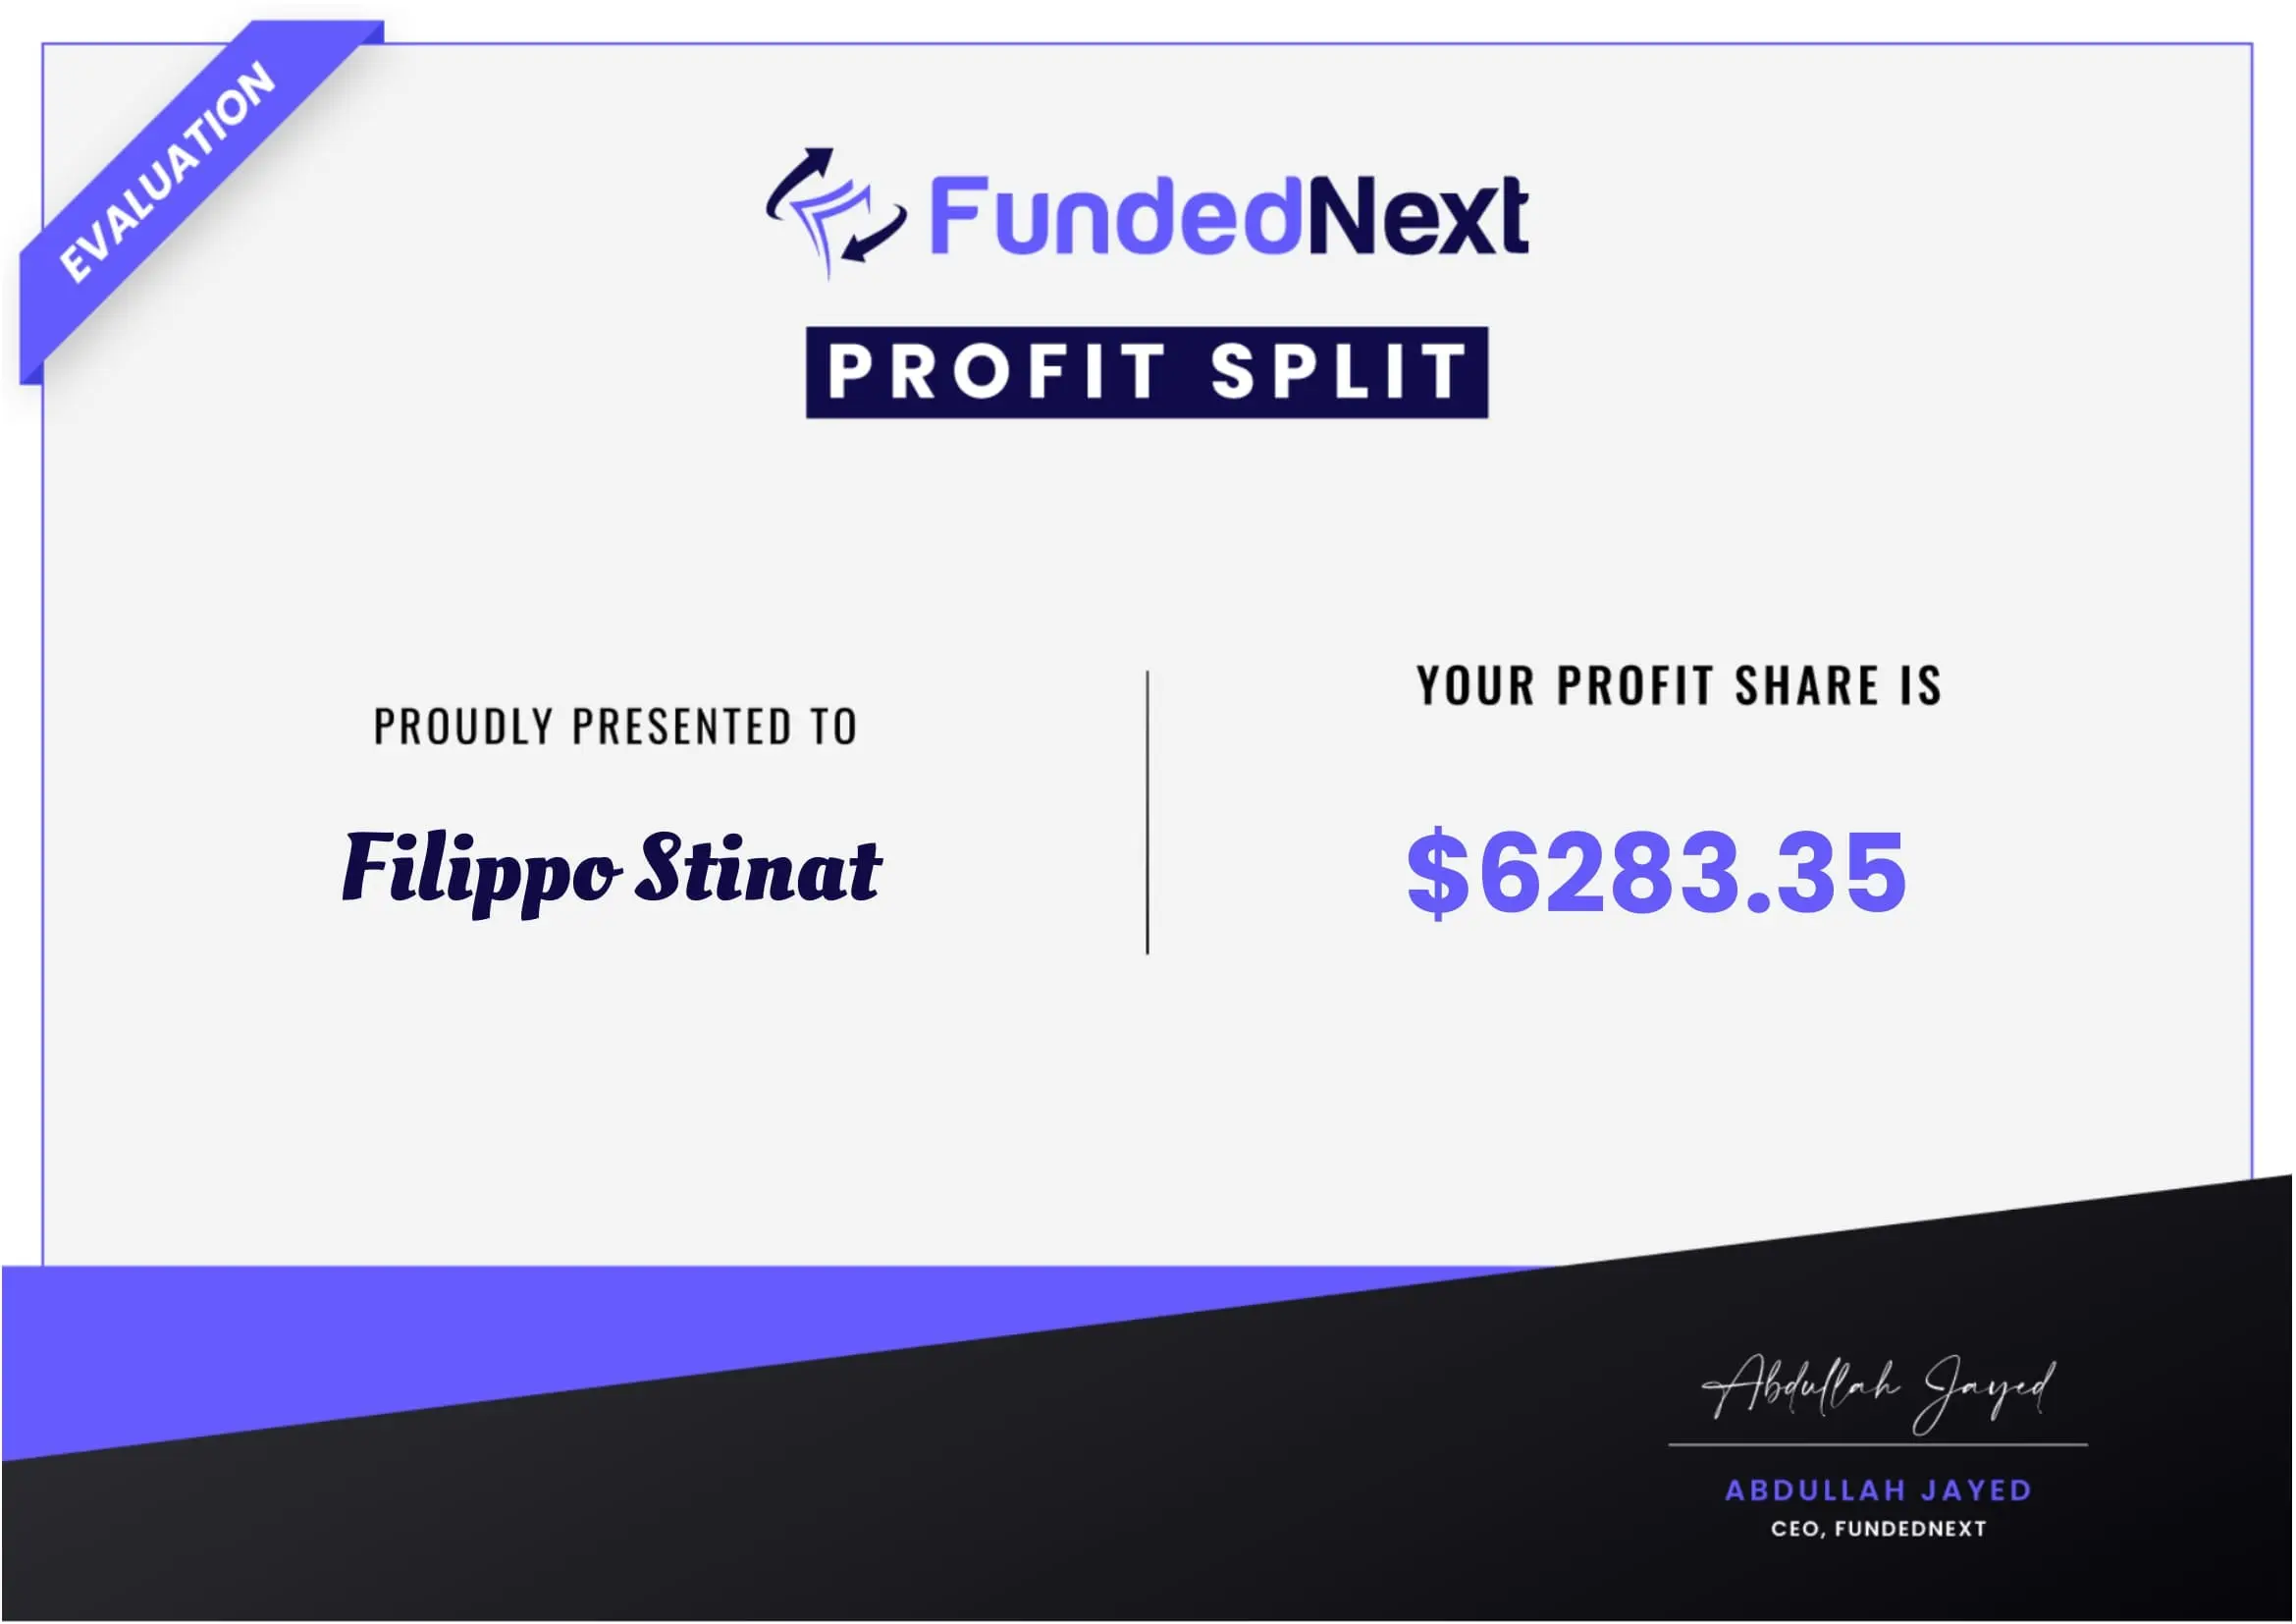 EVALUATION
FundedNext
PROFIT SPLIT
PROUDLY PRESENTED TO
Filippo Stinat
YOUR PROFIT SHARE IS
$6283.35
Abdullah Jayed
ABDULLAH JAYED
CEO, FUNDEDNEXT